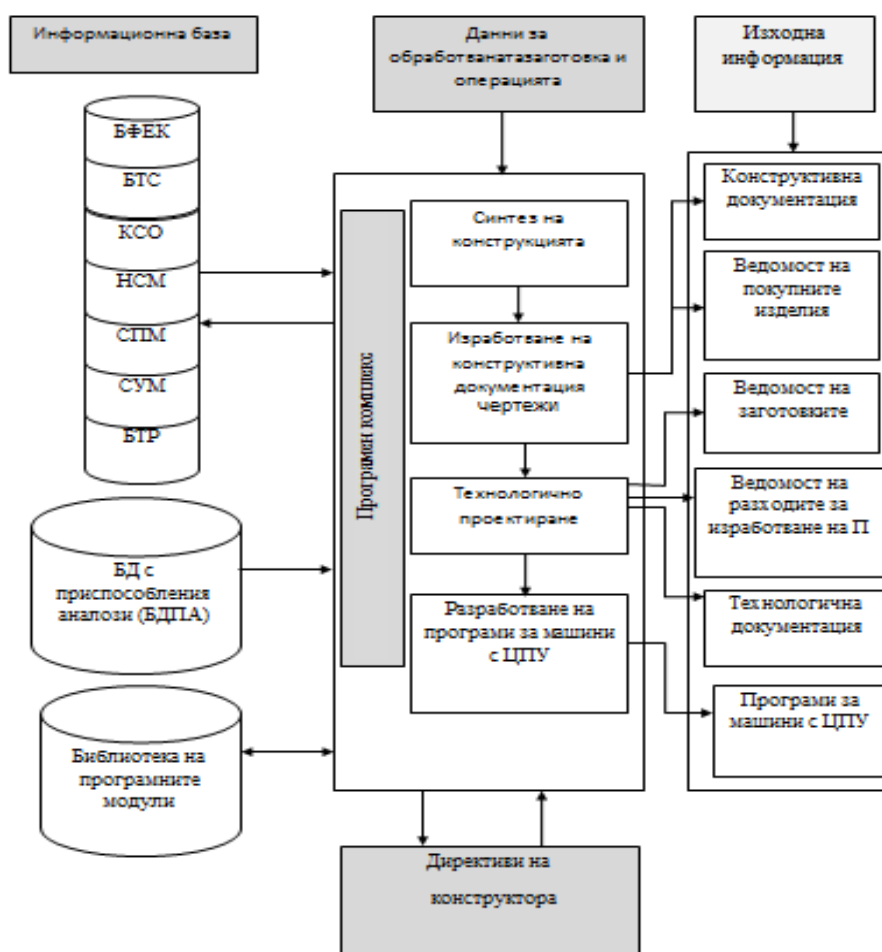 Информационна база
Данни за
обработванатазаготовка и
операцията
Изходна
информация
БФЕК
БТС
КСО
НСМ
СПМ
СУМ
БТР
БД с
приспособления
аналози (БДПА)
Библиотека на
програмните
модули
Програмен комплекс
Синтез на
конструкцията
Изработване на
конструктивна
документация
чертежи
Технологично
проектиране
Разработване на
програми за машини
с ЦПУ
Конструктивна
документация
Ведомост на
покупните
изделия
Ведомост на
заготовките
Ведомост на
разходите за
изработване на П
Технологична
документация
Програми за
машини с ЦПУ
Директиви на
конструктора